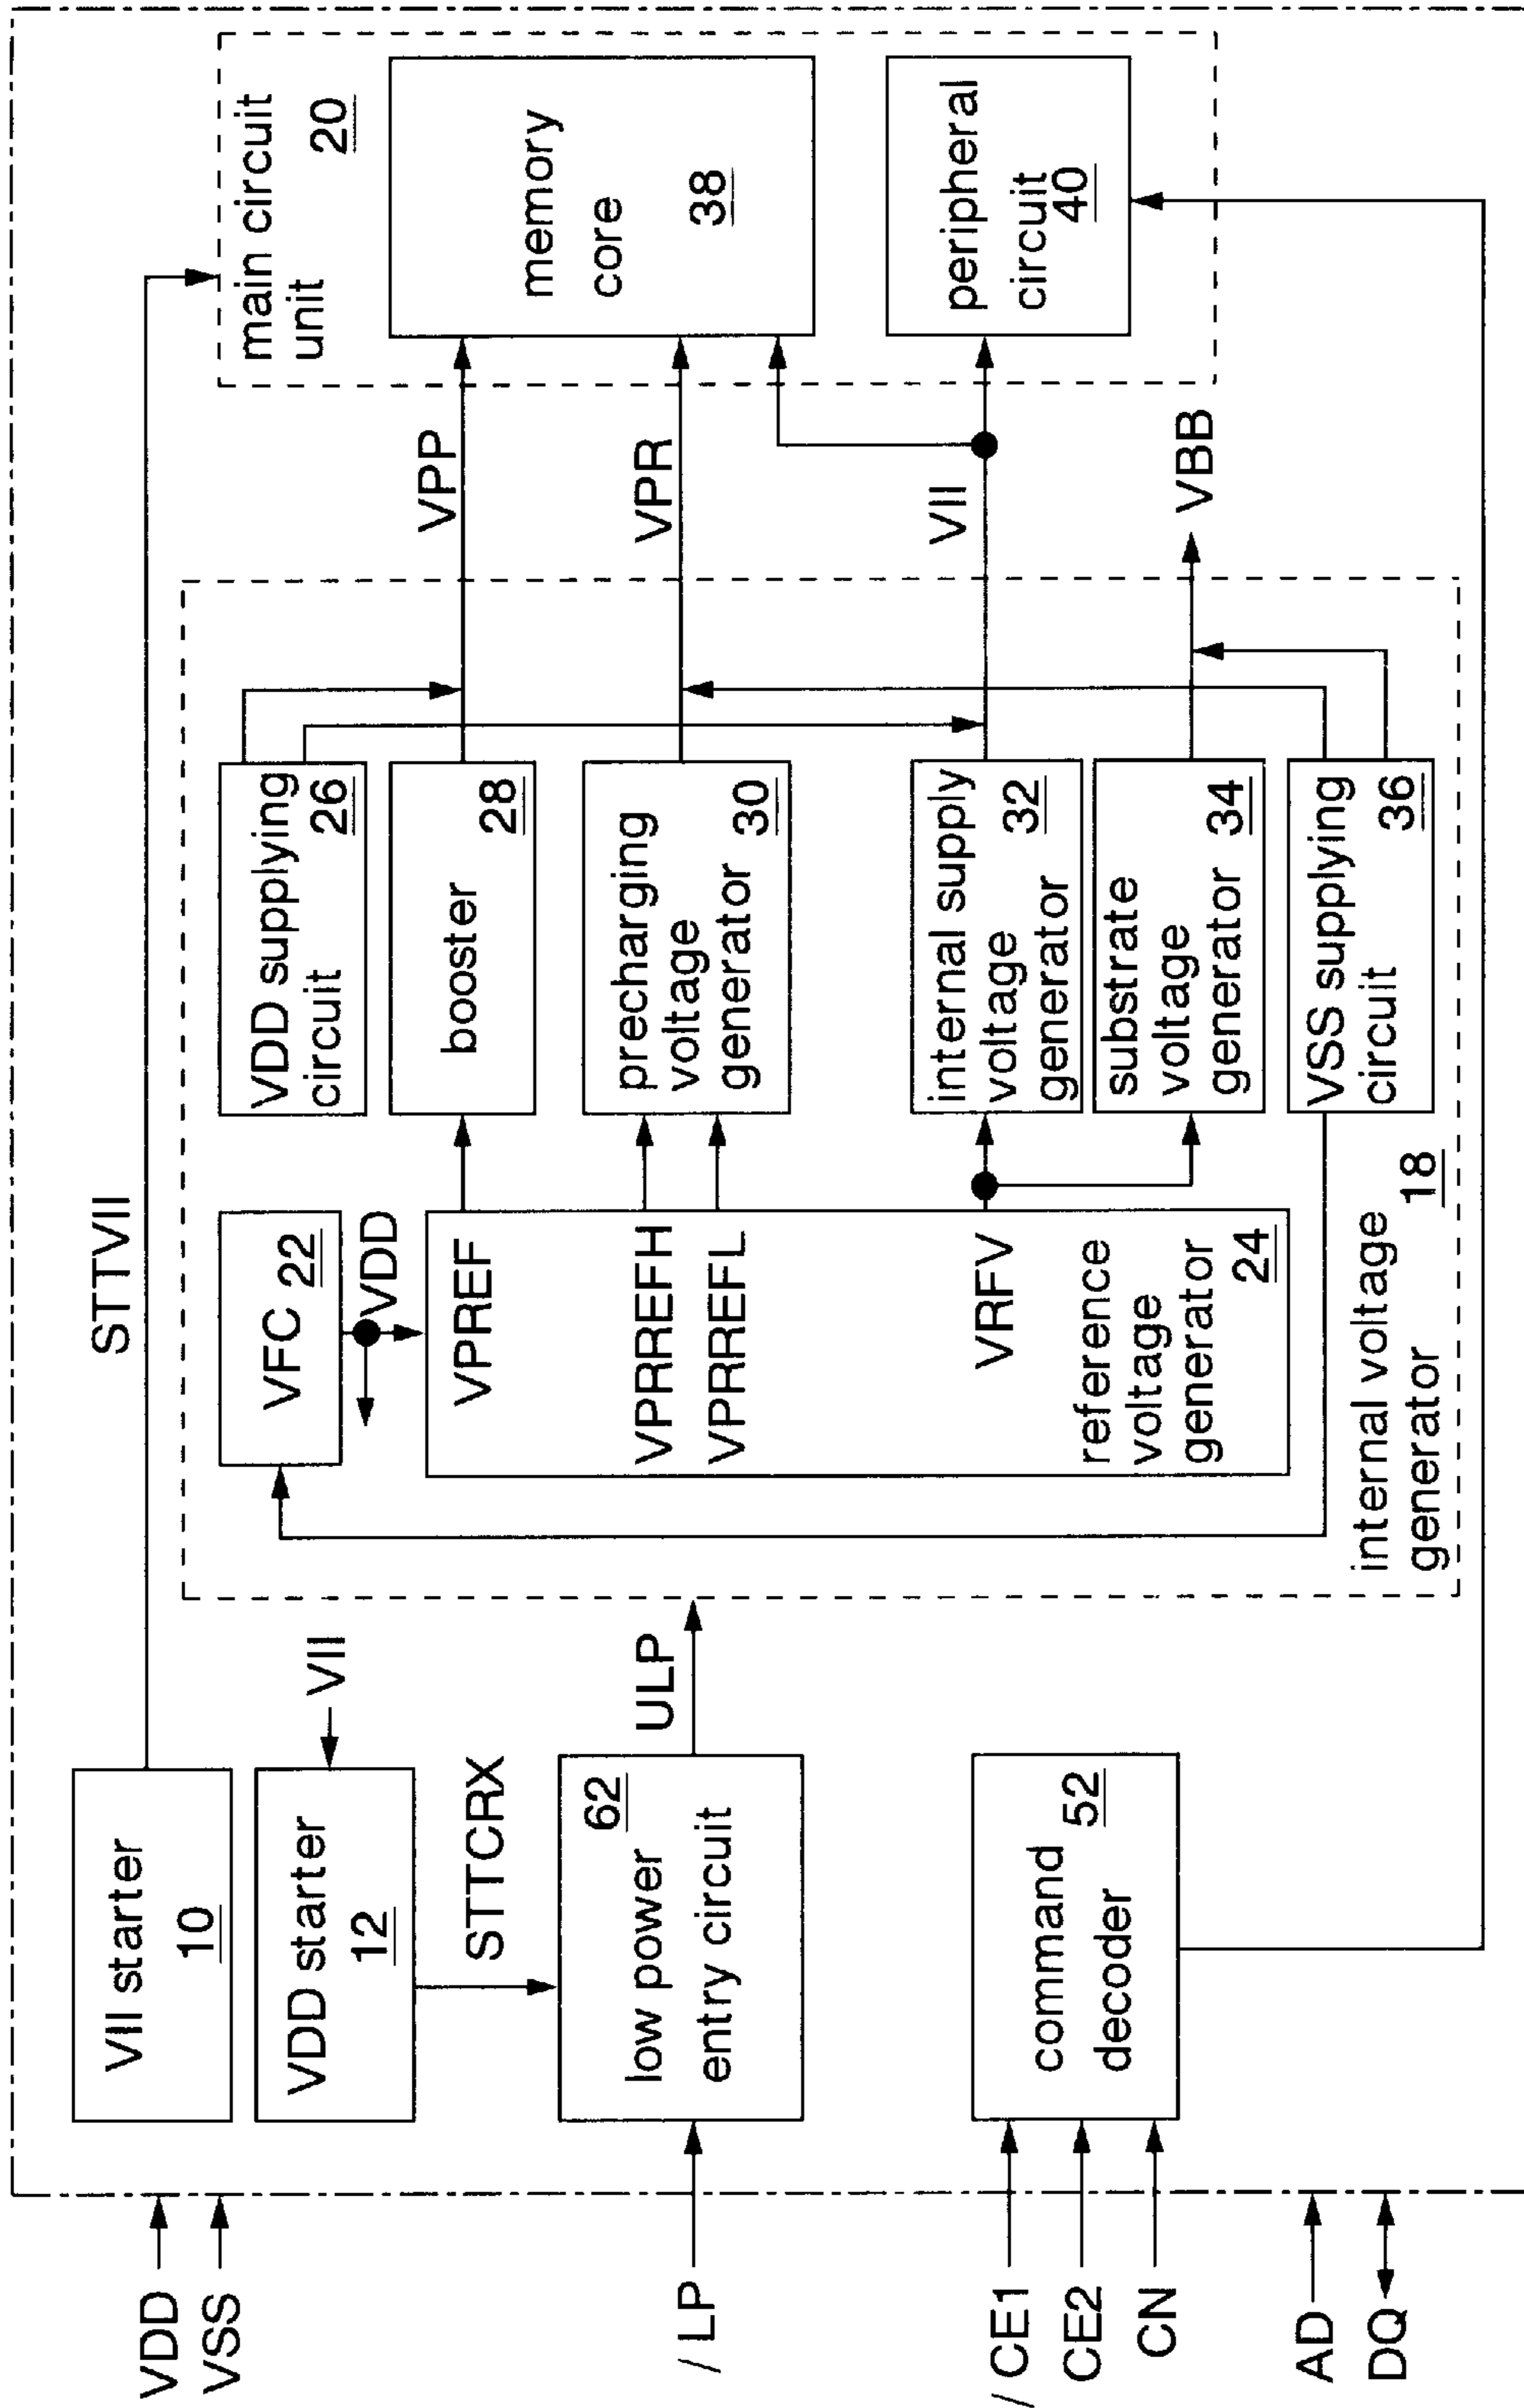 VDD
VSS
/ LP
/ CE1
CE2
CN
AD
DQ
VII starter
10
VDD starter
12
VII
STTCRX
low power
62
entry circuit
ULP
command
decoder
52
STTVII
VFC 22
VDD
VPREF
VPRREFH
VPRREFL
VRFV
reference
voltage
generator
24
internal voltage
generator
18
VDD supplying
circuit
26
booster
28
precharging
voltage
generator
30
internal supply
voltage
generator
32
substrate
voltage
generator
34
VSS supplying
circuit
36
VPP
VPR
VII
VBB
main circuit
unit
20
memory
core
38
peripheral
circuit
40